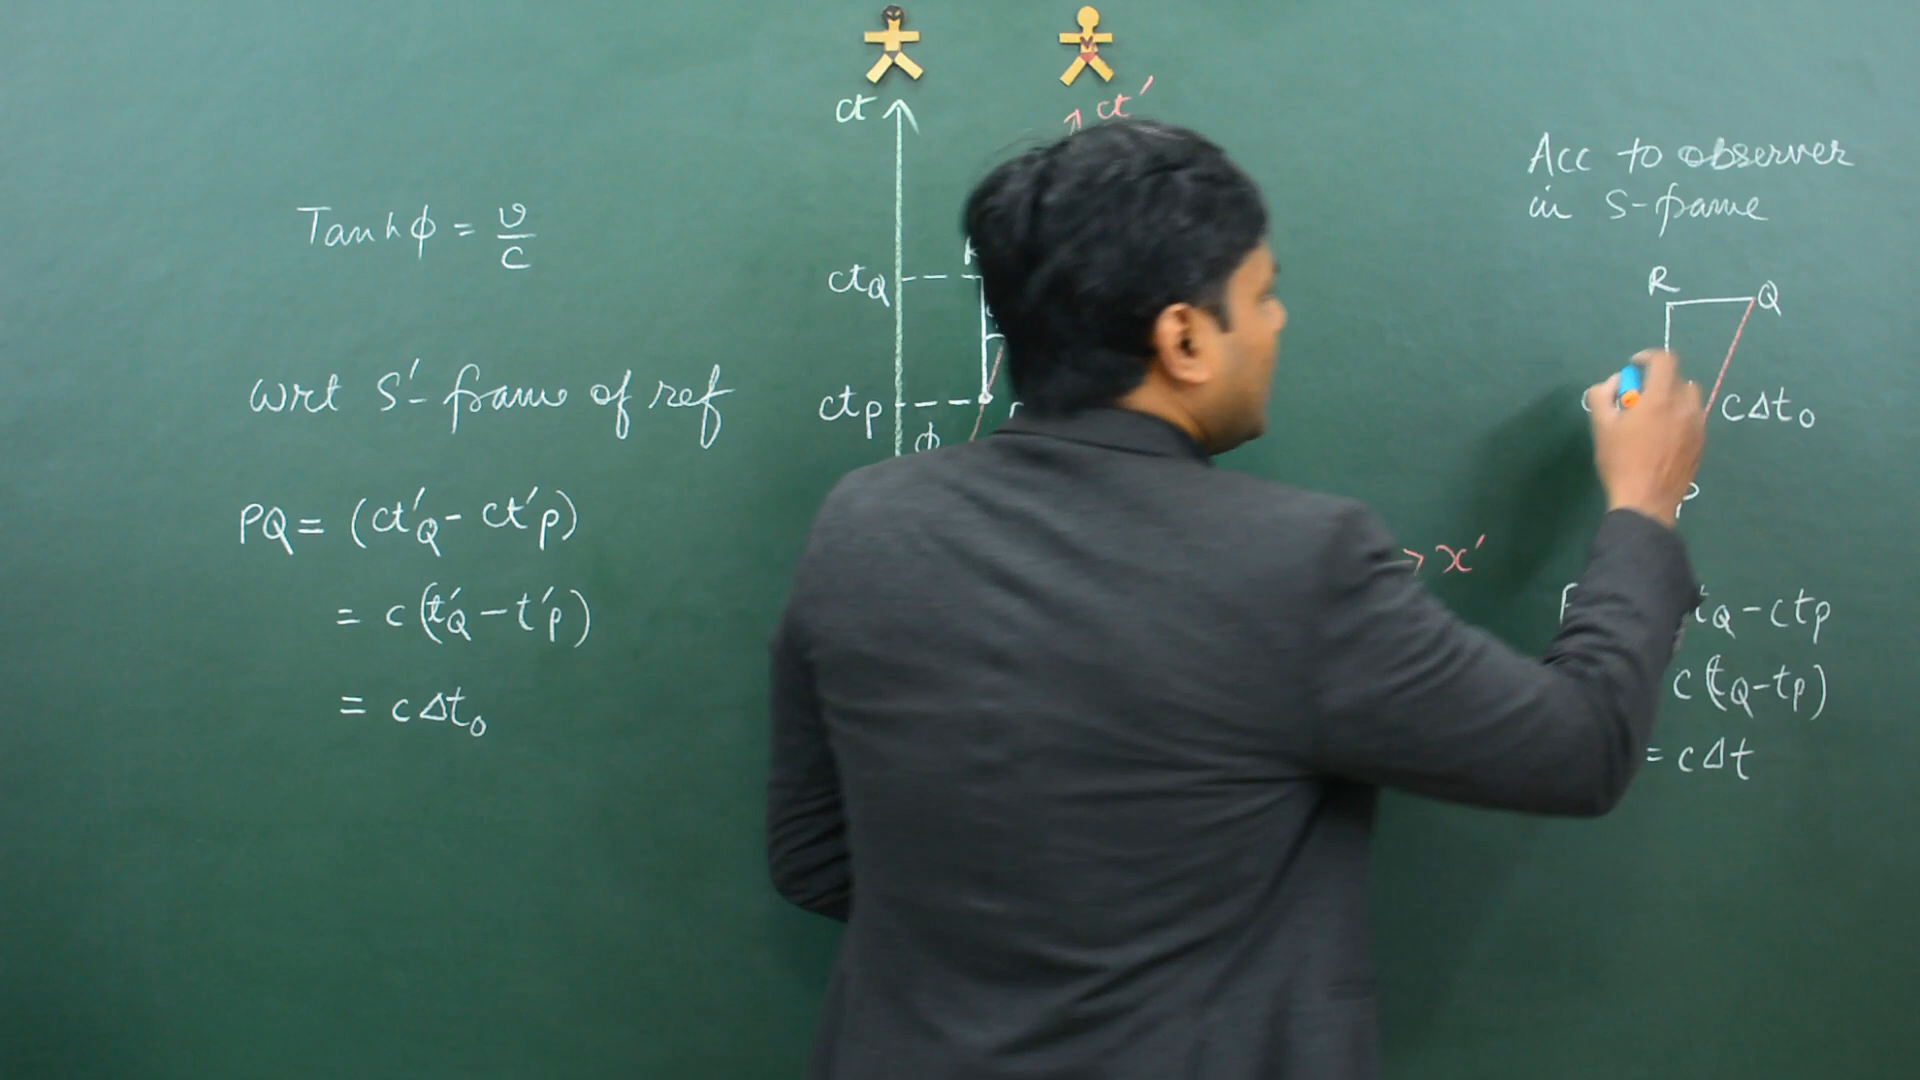 Tanhφ = v/c
wrt S'- frame of ref
PQ = (ct'Q - ct'P)
= c(t'Q - t'P)
= cΔt₀
ct
ct'
ctQ
ctP
φ
x'
Acc to observer
in S-frame
R
Q
cΔt₀
P
tQ - ctP
c(tQ - tP)
= cΔt